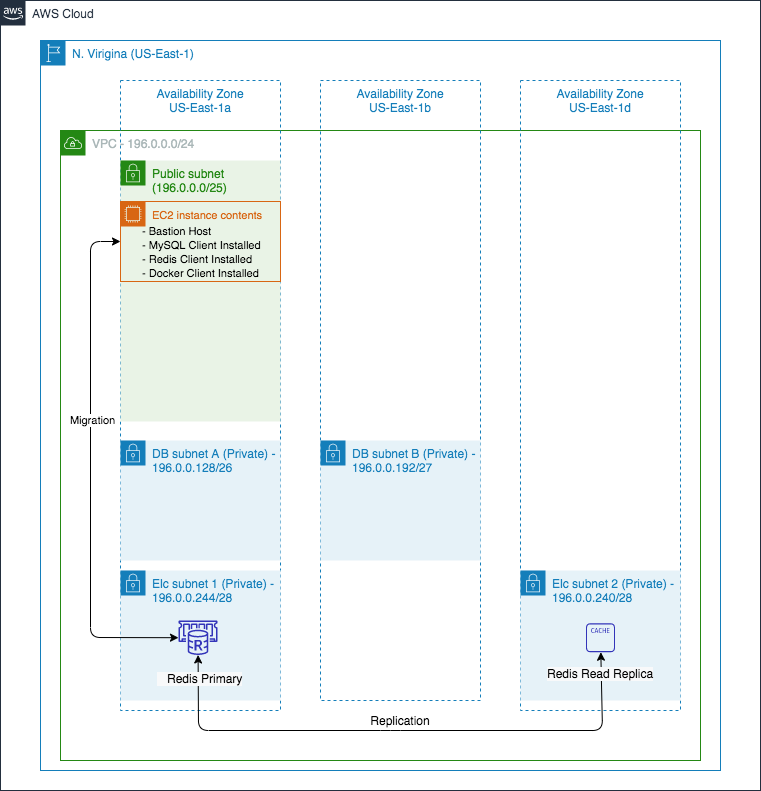 aws
AWS Cloud
N. Virigina (US-East-1)
Availability Zone
US-East-1a
Availability Zone
US-East-1b
Availability Zone
US-East-1d
VPC - 196.0.0.0/24
Public subnet
(196.0.0.0/25)
EC2 instance contents
- Bastion Host
- MySQL Client Installed
- Redis Client Installed
- Docker Client Installed
Migration
DB subnet A (Private) -
196.0.0.128/26
DB subnet B (Private) -
196.0.0.192/27
Elc subnet 1 (Private) -
196.0.0.244/28
Elc subnet 2 (Private) -
196.0.0.240/28
R
CACHE
Redis Primary
Redis Read Replica
Replication